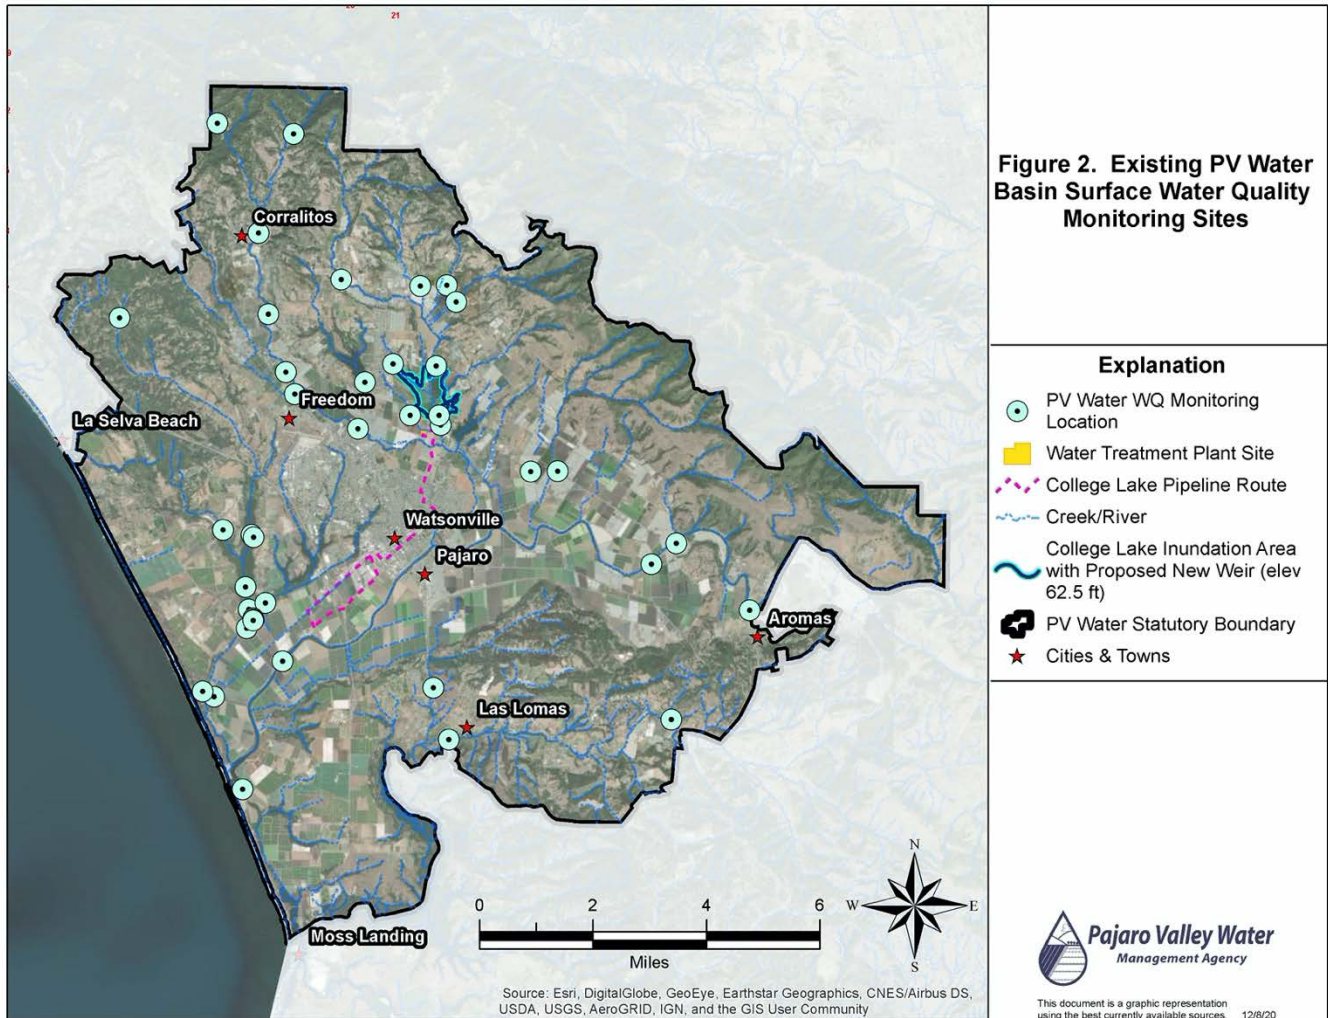 21
Figure 2.  Existing PV Water
Basin Surface Water Quality
Monitoring Sites
Corralitos
Freedom
La Selva Beach
Watsonville
Pajaro
Aromas
Las Lomas
Moss Landing
Explanation
PV Water WQ Monitoring
Location
Water Treatment Plant Site
College Lake Pipeline Route
Creek/River
College Lake Inundation Area
with Proposed New Weir (elev
62.5 ft)
PV Water Statutory Boundary
Cities & Towns
N
W
E
S
0 2 4 6
Miles
Source: Esri, DigitalGlobe, GeoEye, Earthstar Geographics, CNES/Airbus DS,
USDA, USGS, AeroGRID, IGN, and the GIS User Community
Pajaro Valley Water
Management Agency
This document is a graphic representation
using the best currently available sources. 12/8/20